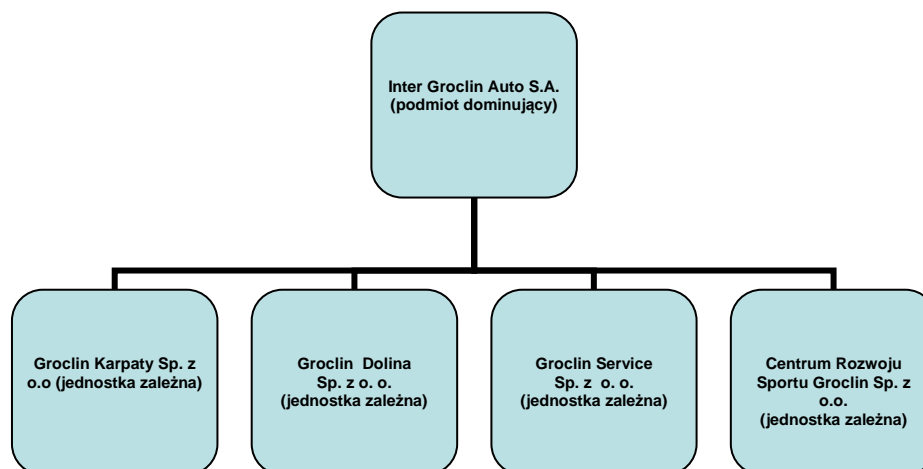 Inter Groclin Auto S.A.
(podmiot dominujący)
Groclin Karpaty Sp. z
o.o (jednostka zależna)
Groclin Dolina
Sp. z o. o.
(jednostka zależna)
Groclin Service
Sp. z o. o.
(jednostka zależna)
Centrum Rozwoju
Sportu Groclin Sp. z
o.o.
(jednostka zależna)